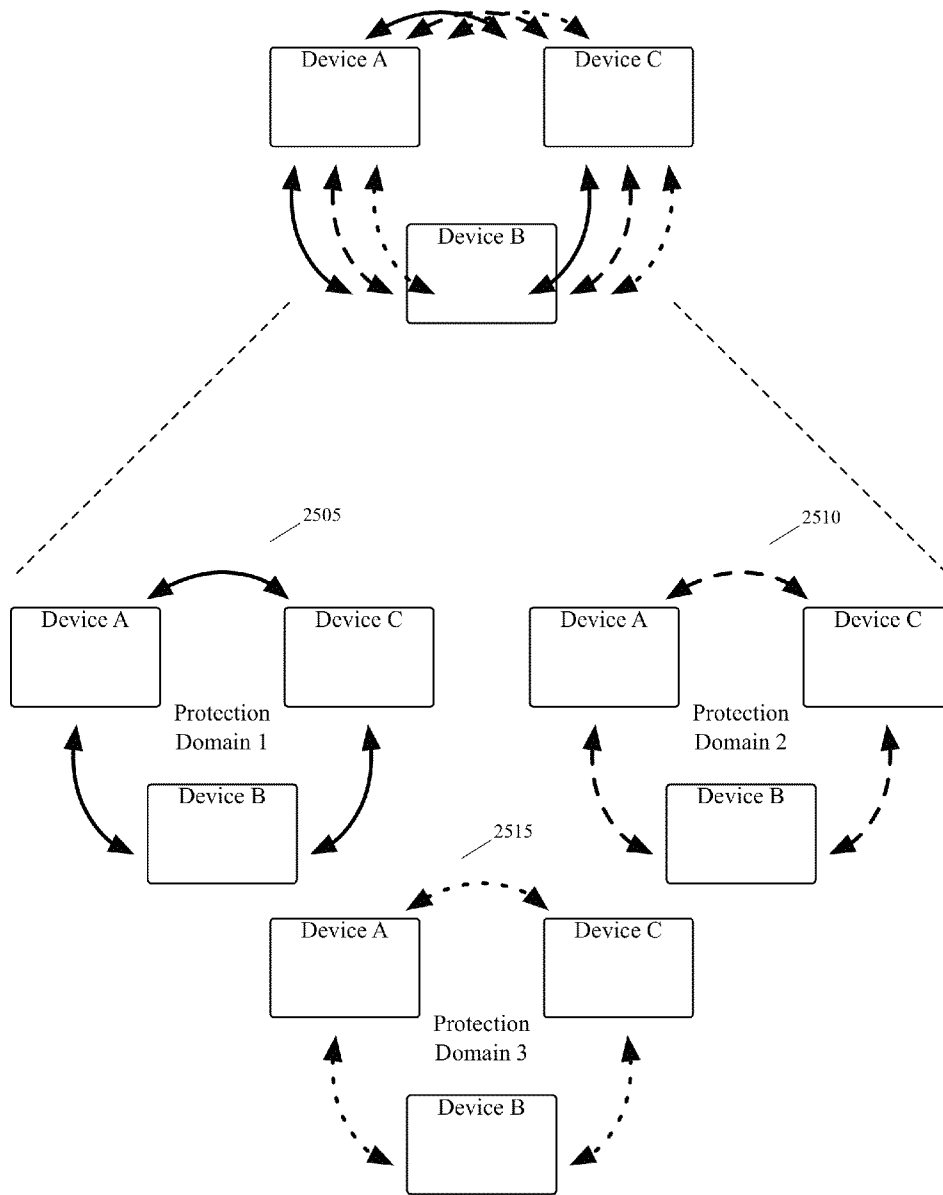 Device A
Device C
Device B
2505
2510
Device A
Device C
Device A
Device C
Protection
Domain 1
Protection
Domain 2
Device B
Device B
2515
Device A
Device C
Protection
Domain 3
Device B